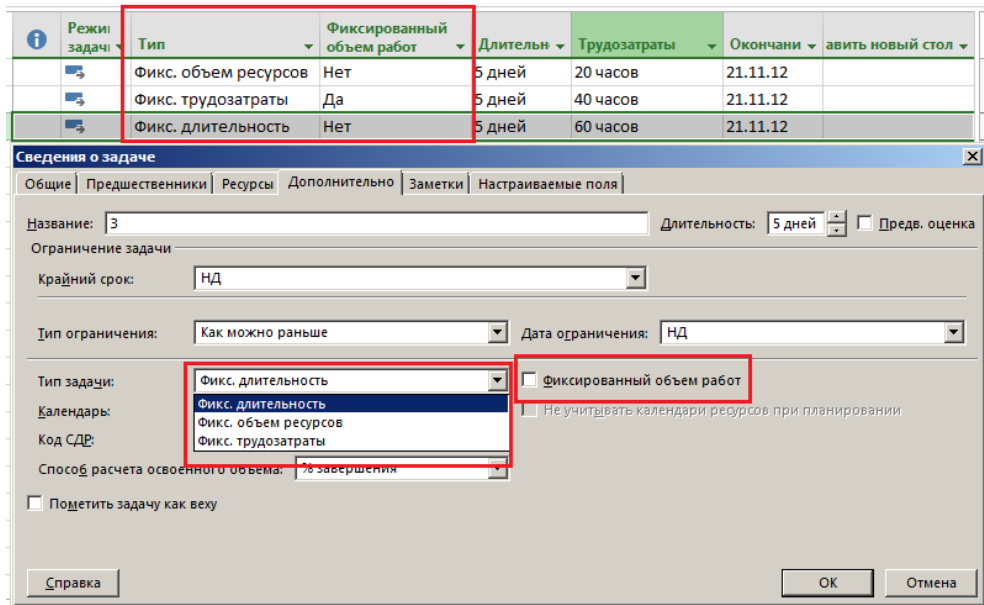 Режи задачи Тип Фиксированный объем работ Длительн Трудозатраты Окончани авить новый стол
Фикс. объем ресурсов Нет 5 дней 20 часов 21.11.12
Фикс. трудозатраты Да 5 дней 40 часов 21.11.12
Фикс. длительность Нет 5 дней 60 часов 21.11.12
Сведения о задаче
Общие Предшественники Ресурсы Дополнительно Заметки Настраиваемые поля
Название: 3 Длительность: 5 дней Предв. оценка
Ограничение задачи
Крайний срок: НД
Тип ограничения: Как можно раньше Дата ограничения: НД
Тип задачи: Фикс. длительность Фиксированный объем работ
Фикс. длительность
Календарь: Не учитывать календари ресурсов при планировании
Фикс. объем ресурсов
Код СДР: Фикс. трудозатраты
Способ расчета освоенного объема: % завершения
Пометить задачу как веху
Справка ОК Отмена